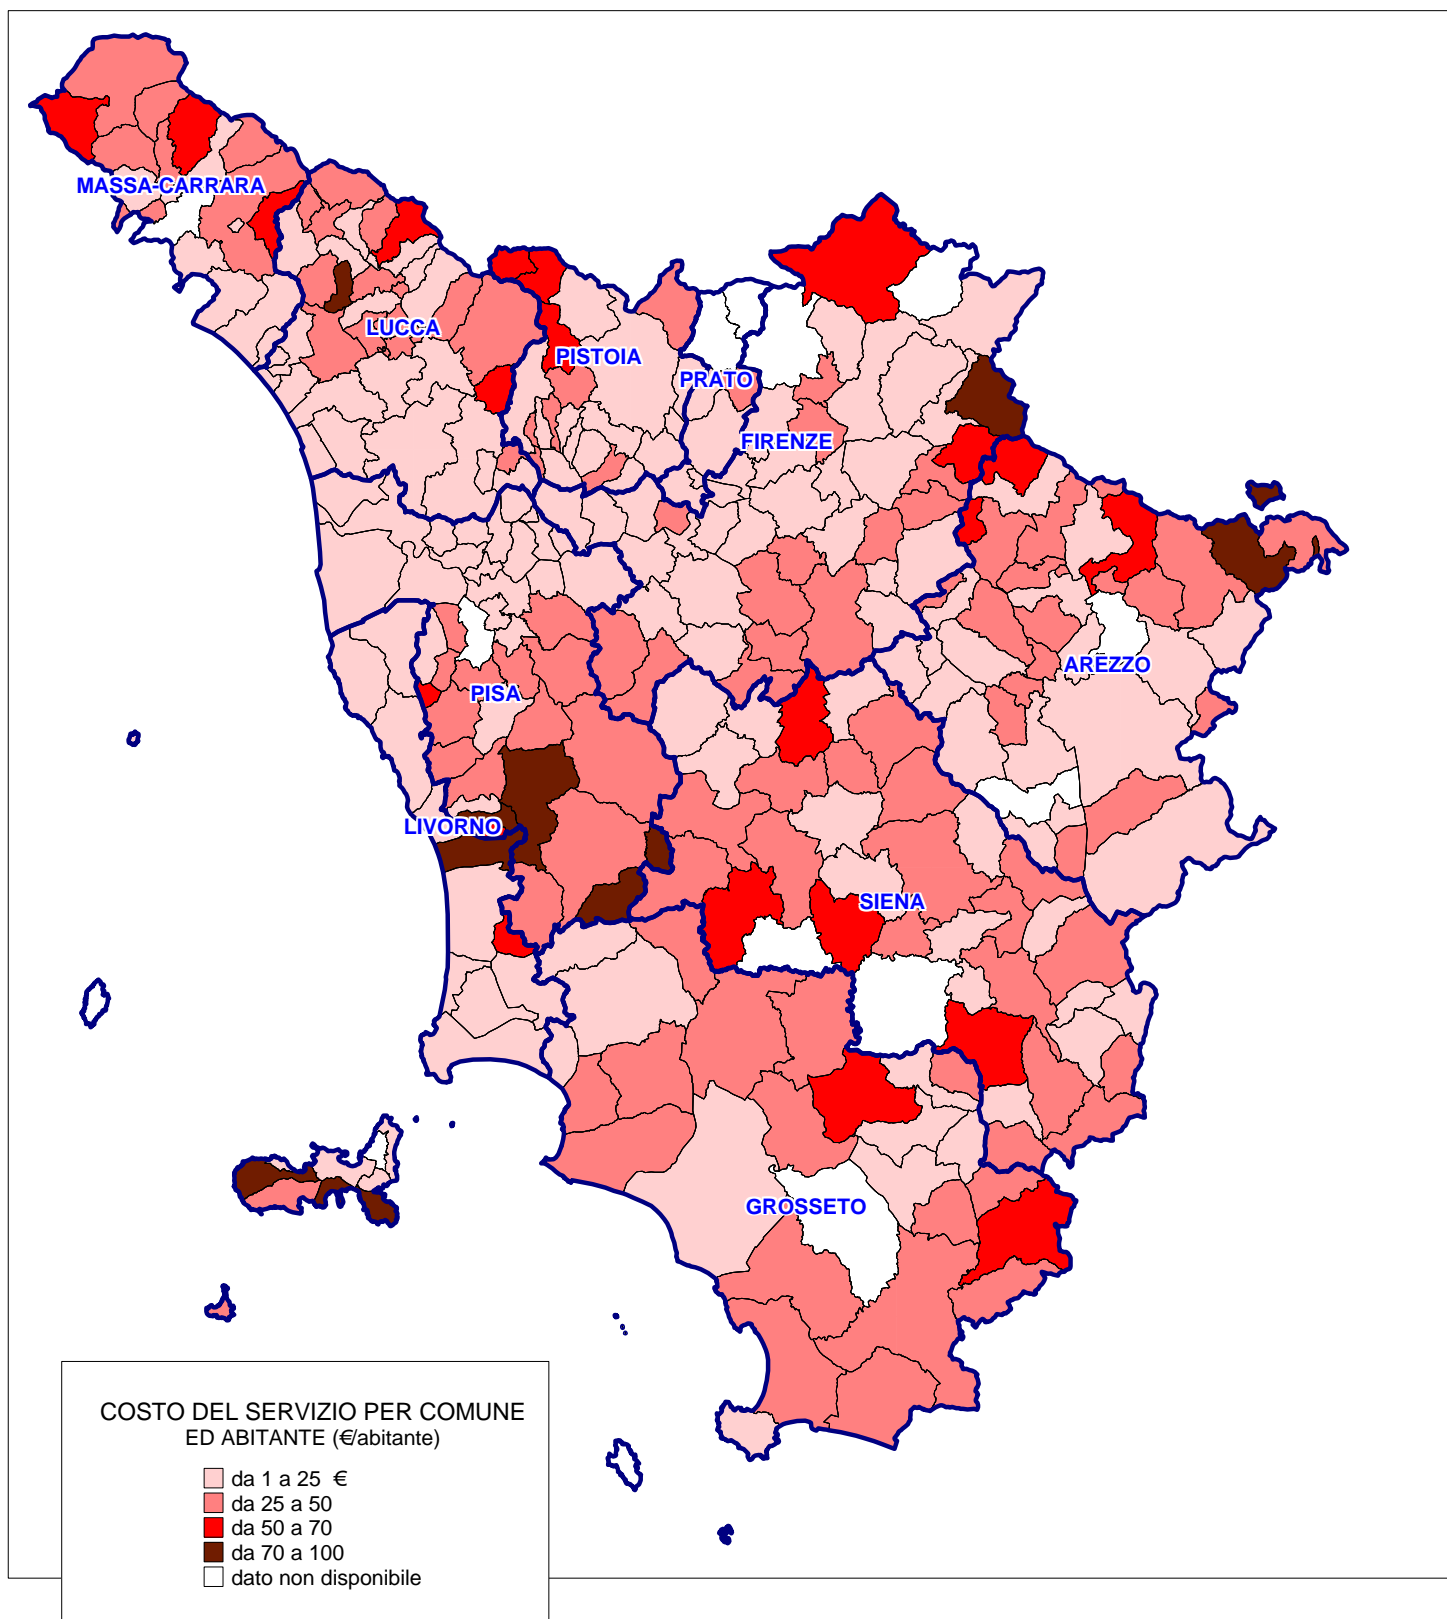 MASSA-CARRARA
LUCCA
PISTOIA
PRATO
FIRENZE
AREZZO
PISA
LIVORNO
SIENA
GROSSETO
COSTO DEL SERVIZIO PER COMUNE
ED ABITANTE (€/abitante)
da 1 a 25 €
da 25 a 50
da 50 a 70
da 70 a 100
dato non disponibile